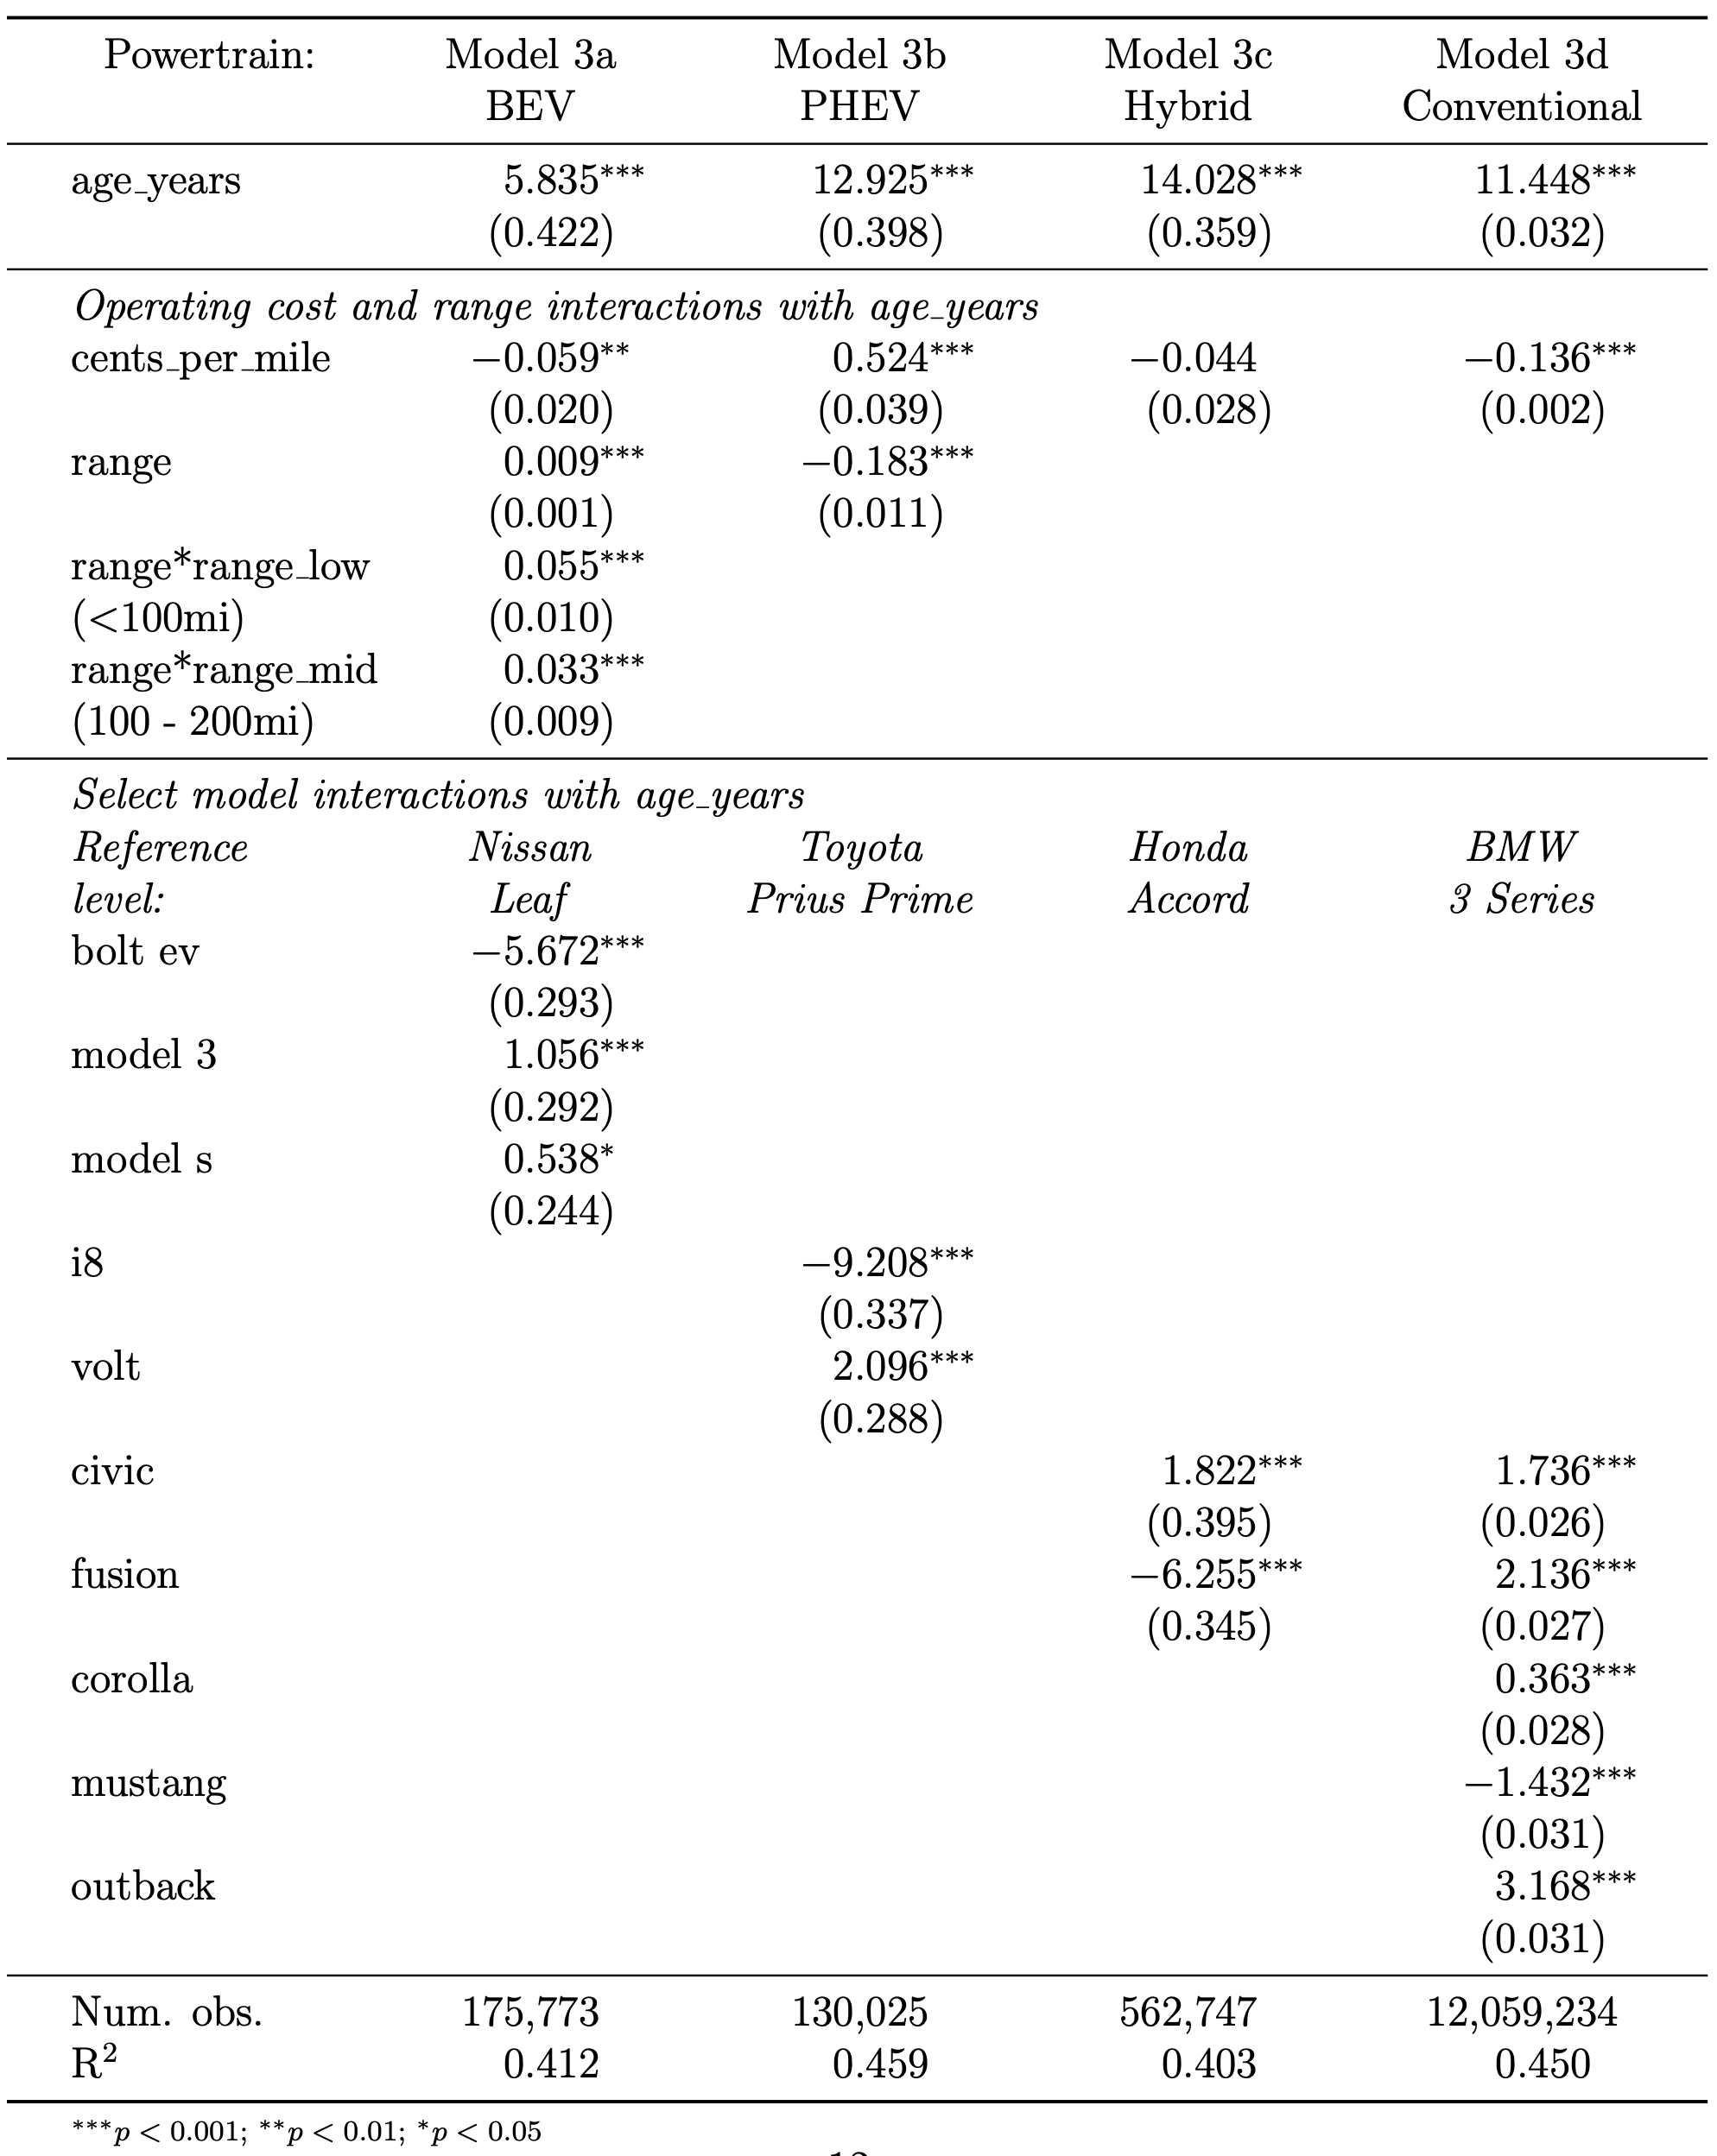 Powertrain: Model 3a Model 3b Model 3c Model 3d
BEV PHEV Hybrid Conventional
age_years 5.835*** 12.925*** 14.028*** 11.448***
(0.422) (0.398) (0.359) (0.032)
Operating cost and range interactions with age_years
cents_per_mile −0.059** 0.524*** −0.044 −0.136***
(0.020) (0.039) (0.028) (0.002)
range 0.009*** −0.183***
(0.001) (0.011)
range*range_low 0.055***
(<100mi) (0.010)
range*range_mid 0.033***
(100 - 200mi) (0.009)
Select model interactions with age_years
Reference Nissan Toyota Honda BMW
level: Leaf Prius Prime Accord 3 Series
bolt ev −5.672***
(0.293)
model 3 1.056***
(0.292)
model s 0.538*
(0.244)
i8 −9.208***
(0.337)
volt 2.096***
(0.288)
civic 1.822*** 1.736***
(0.395) (0.026)
fusion −6.255*** 2.136***
(0.345) (0.027)
corolla 0.363***
(0.028)
mustang −1.432***
(0.031)
outback 3.168***
(0.031)
Num. obs. 175,773 130,025 562,747 12,059,234
R² 0.412 0.459 0.403 0.450
***p < 0.001; **p < 0.01; *p < 0.05